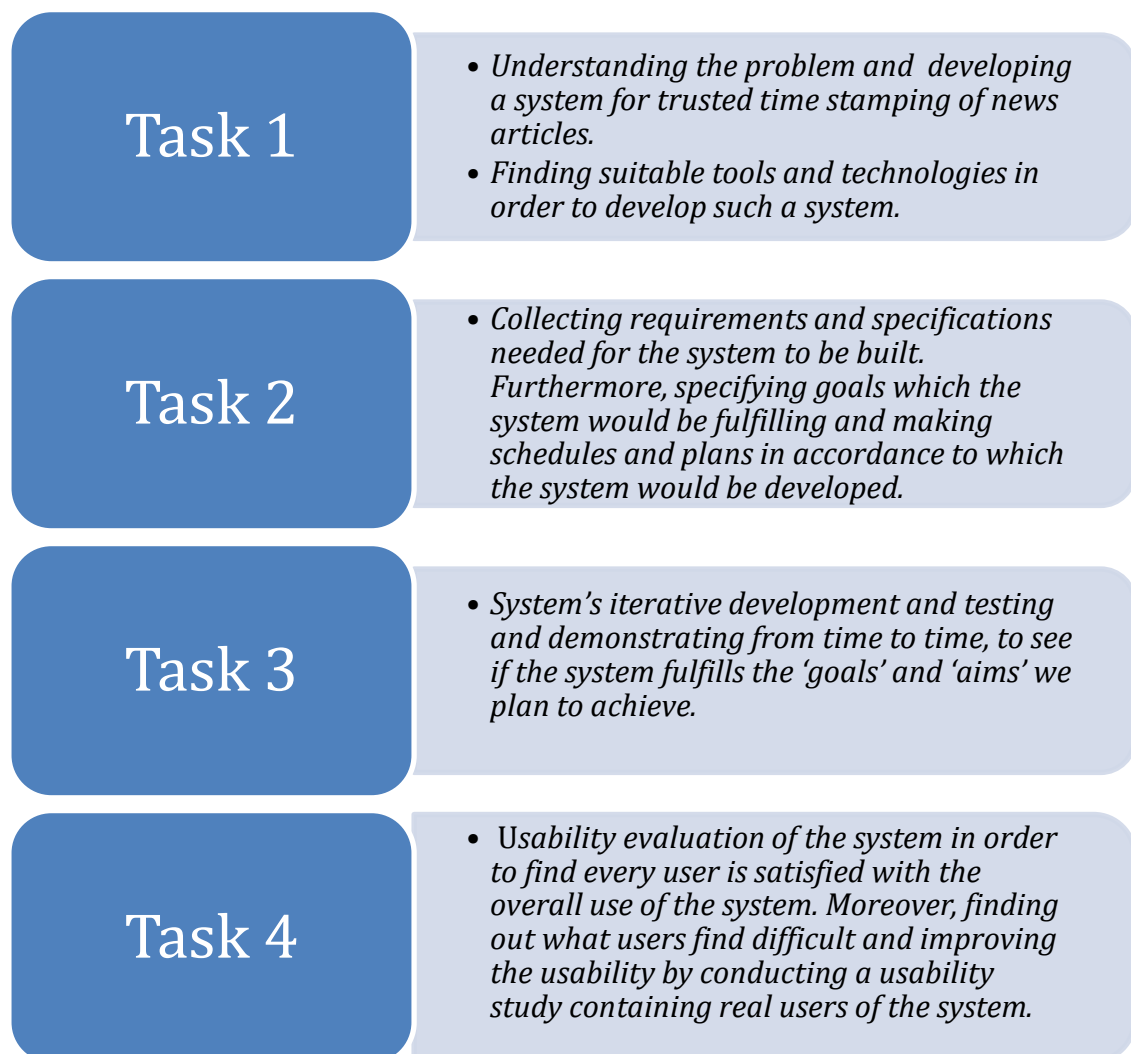 Task 1
• Understanding the problem and developing
a system for trusted time stamping of news
articles.
• Finding suitable tools and technologies in
order to develop such a system.
Task 2
• Collecting requirements and specifications
needed for the system to be built.
Furthermore, specifying goals which the
system would be fulfilling and making
schedules and plans in accordance to which
the system would be developed.
Task 3
• System’s iterative development and testing
and demonstrating from time to time, to see
if the system fulfills the ‘goals’ and ‘aims’ we
plan to achieve.
Task 4
• Usability evaluation of the system in order
to find every user is satisfied with the
overall use of the system. Moreover, finding
out what users find difficult and improving
the usability by conducting a usability
study containing real users of the system.